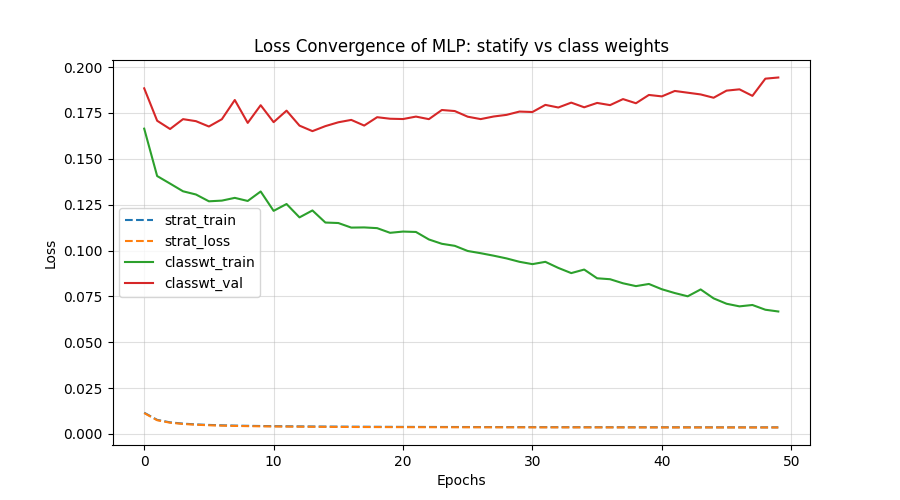 Loss Convergence of MLP: statify vs class weights
0.200
0.175
0.150
0.125
0.100
0.075
0.050
0.025
0.000
Loss
strat_train
strat_loss
classwt_train
classwt_val
0 10 20 30 40 50
Epochs